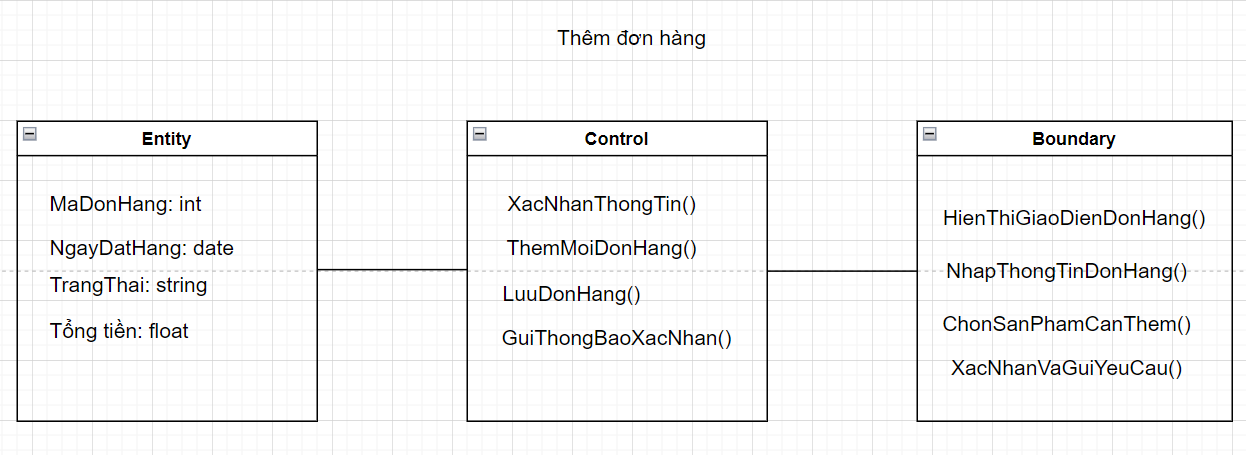 Thêm đơn hàng
Entity
MaDonHang: int
NgayDatHang: date
TrangThai: string
Tổng tiền: float
Control
XacNhanThongTin()
ThemMoiDonHang()
LuuDonHang()
GuiThongBaoXacNhan()
Boundary
HienThiGiaoDienDonHang()
NhapThongTinDonHang()
ChonSanPhamCanThem()
XacNhanVaGuiYeuCau()